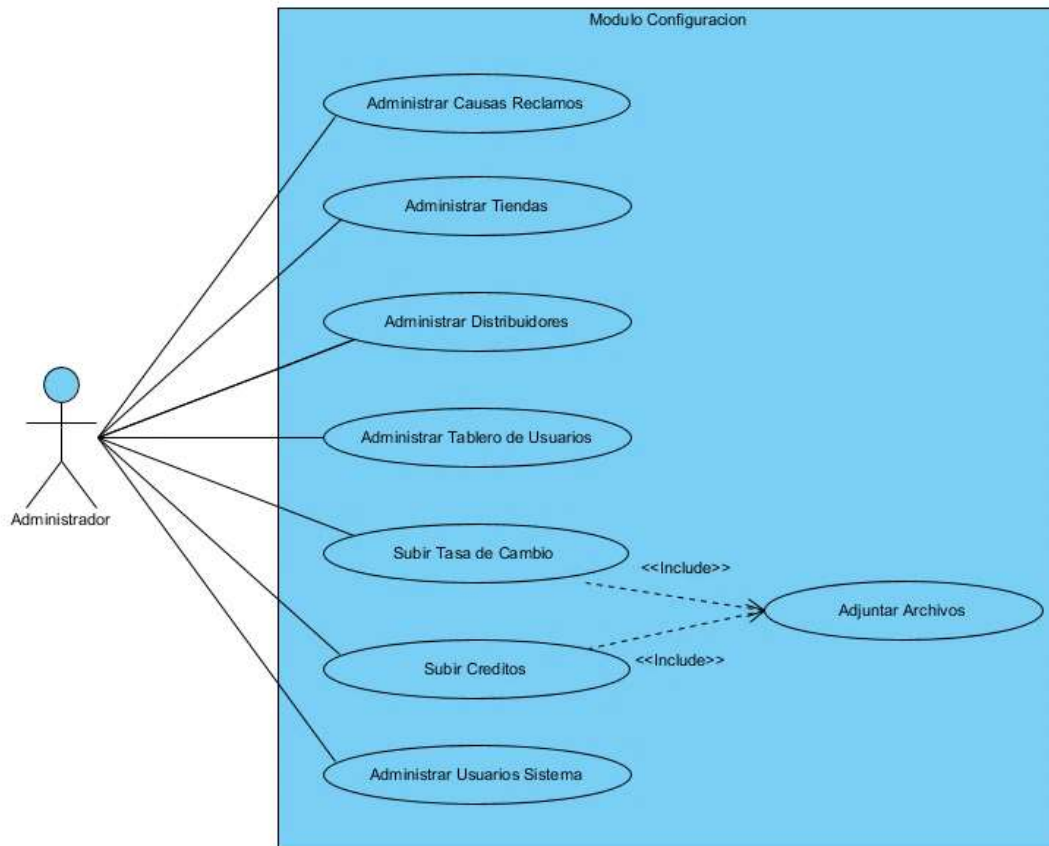 Modulo Configuracion
Administrar Causas Reclamos
Administrar Tiendas
Administrar Distribuidores
Administrar Tablero de Usuarios
Administrador
Subir Tasa de Cambio
<<Include>>
Adjuntar Archivos
<<Include>>
Subir Creditos
Administrar Usuarios Sistema